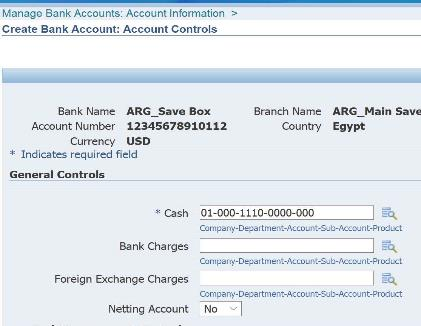 Manage Bank Accounts: Account Information >
Create Bank Account: Account Controls
Bank Name ARG_Save Box Branch Name ARG_Main Save
Account Number 12345678910112 Country Egypt
Currency USD
* Indicates required field
General Controls
* Cash 01-000-1110-0000-000
Company-Department-Account-Sub-Account-Product
Bank Charges
Company-Department-Account-Sub-Account-Product
Foreign Exchange Charges
Company-Department-Account-Sub-Account-Product
Netting Account No